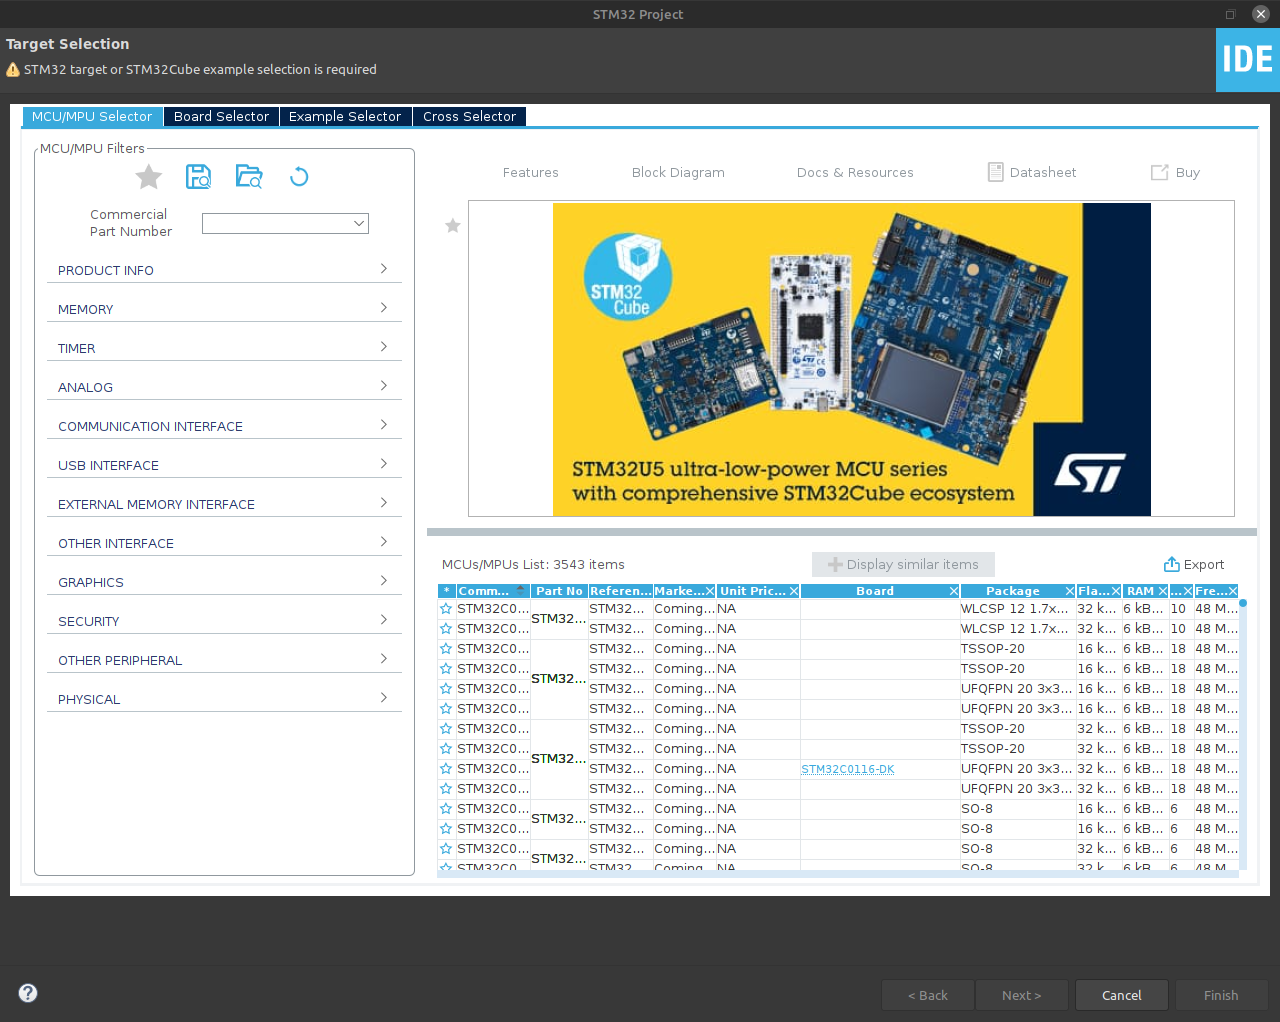 STM32 Project
Target Selection
STM32 target or STM32Cube example selection is required
IDE
MCU/MPU Selector Board Selector Example Selector Cross Selector
MCU/MPU Filters
Commercial
Part Number
PRODUCT INFO
MEMORY
TIMER
ANALOG
COMMUNICATION INTERFACE
USB INTERFACE
EXTERNAL MEMORY INTERFACE
OTHER INTERFACE
GRAPHICS
SECURITY
OTHER PERIPHERAL
PHYSICAL
Features Block Diagram Docs & Resources Datasheet Buy
STM32
Cube
STM32U5 ultra-low-power MCU series
with comprehensive STM32Cube ecosystem
ST
MCUs/MPUs List: 3543 items
Display similar items
Export
* Comm... Part No Referen... Marke... Unit Pric... Board Package Fla... RAM ... Fre...
STM32C0... STM32... STM32... Coming... NA WLCSP 12 1.7x... 32 k... 6 kB... 10 48 M...
STM32C0... STM32... Coming... NA WLCSP 12 1.7x... 32 k... 6 kB... 10 48 M...
STM32C0... STM32... STM32... Coming... NA TSSOP-20 16 k... 6 kB... 18 48 M...
STM32C0... STM32... Coming... NA TSSOP-20 16 k... 6 kB... 18 48 M...
STM32C0... STM32... Coming... NA UFQFPN 20 3x3... 16 k... 6 kB... 18 48 M...
STM32C0... STM32... Coming... NA UFQFPN 20 3x3... 16 k... 6 kB... 18 48 M...
STM32C0... STM32... STM32... Coming... NA TSSOP-20 32 k... 6 kB... 18 48 M...
STM32C0... STM32... Coming... NA TSSOP-20 32 k... 6 kB... 18 48 M...
STM32C0... STM32... Coming... NA STM32C0116-DK UFQFPN 20 3x3... 32 k... 6 kB... 18 48 M...
STM32C0... STM32... Coming... NA UFQFPN 20 3x3... 32 k... 6 kB... 18 48 M...
STM32C0... STM32... STM32... Coming... NA SO-8 16 k... 6 kB... 6 48 M...
STM32C0... STM32... Coming... NA SO-8 16 k... 6 kB... 6 48 M...
STM32C0... STM32... STM32... Coming... NA SO-8 32 k... 6 kB... 6 48 M...
STM32C0... STM32... Coming... NA SO-8 32 k... 6 kB... 6 48 M...
< Back Next > Cancel Finish